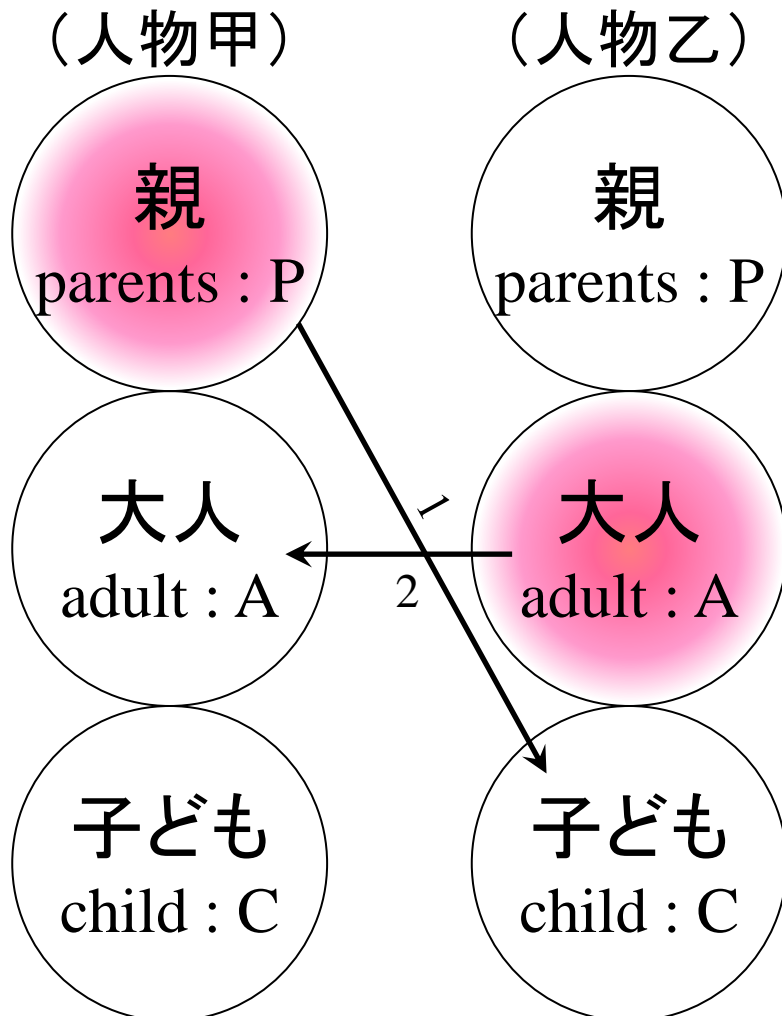 (人物甲)
親
parents : P
大人
adult : A
子ども
child : C
1
2
(人物乙)
親
parents : P
大人
adult : A
子ども
child : C